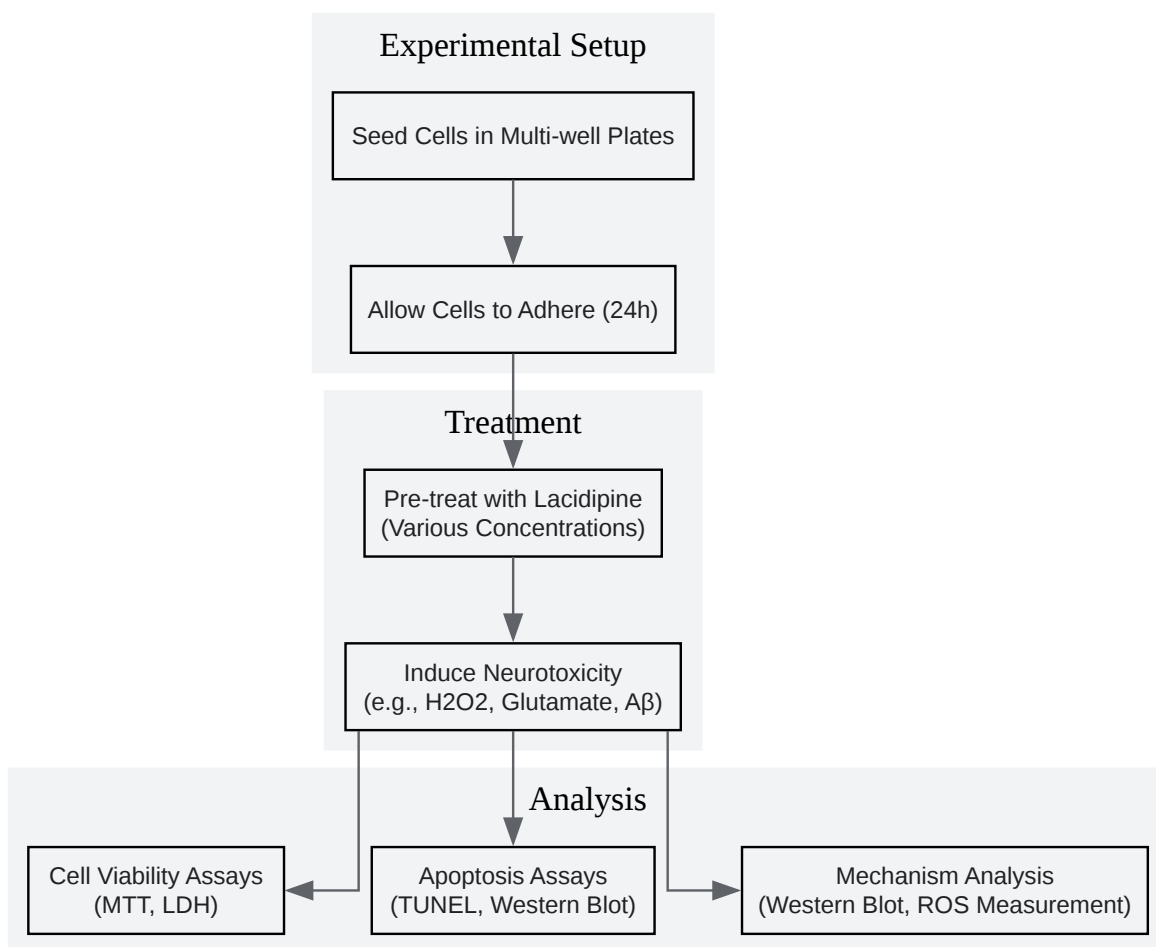 Experimental Setup
Seed Cells in Multi-well Plates
Allow Cells to Adhere (24h)
Treatment
Pre-treat with Lacidipine
(Various Concentrations)
Induce Neurotoxicity
(e.g., H2O2, Glutamate, Aβ)
Analysis
Cell Viability Assays
(MTT, LDH)
Apoptosis Assays
(TUNEL, Western Blot)
Mechanism Analysis
(Western Blot, ROS Measurement)